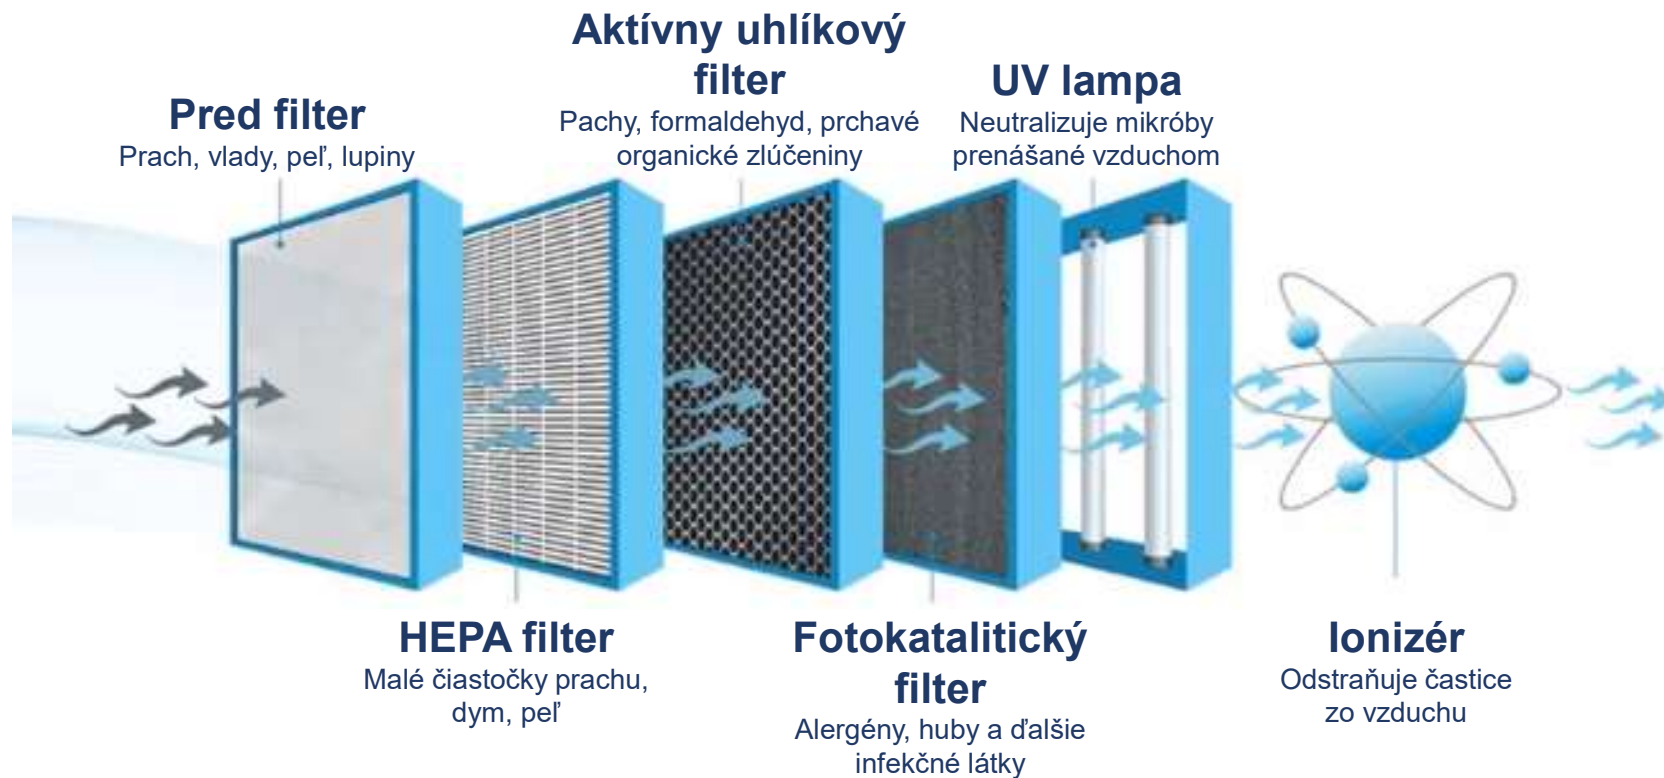 Pred filter
Prach, vlady, peľ, lupiny
Aktívny uhlíkový
filter
Pachy, formaldehyd, prchavé
organické zlúčeniny
UV lampa
Neutralizuje mikróby
prenášané vzduchom
HEPA filter
Malé čiastočky prachu,
dym, peľ
Fotokatalitický
filter
Alergény, huby a ďalšie
infekčné látky
Ionizér
Odstraňuje častice
zo vzduchu